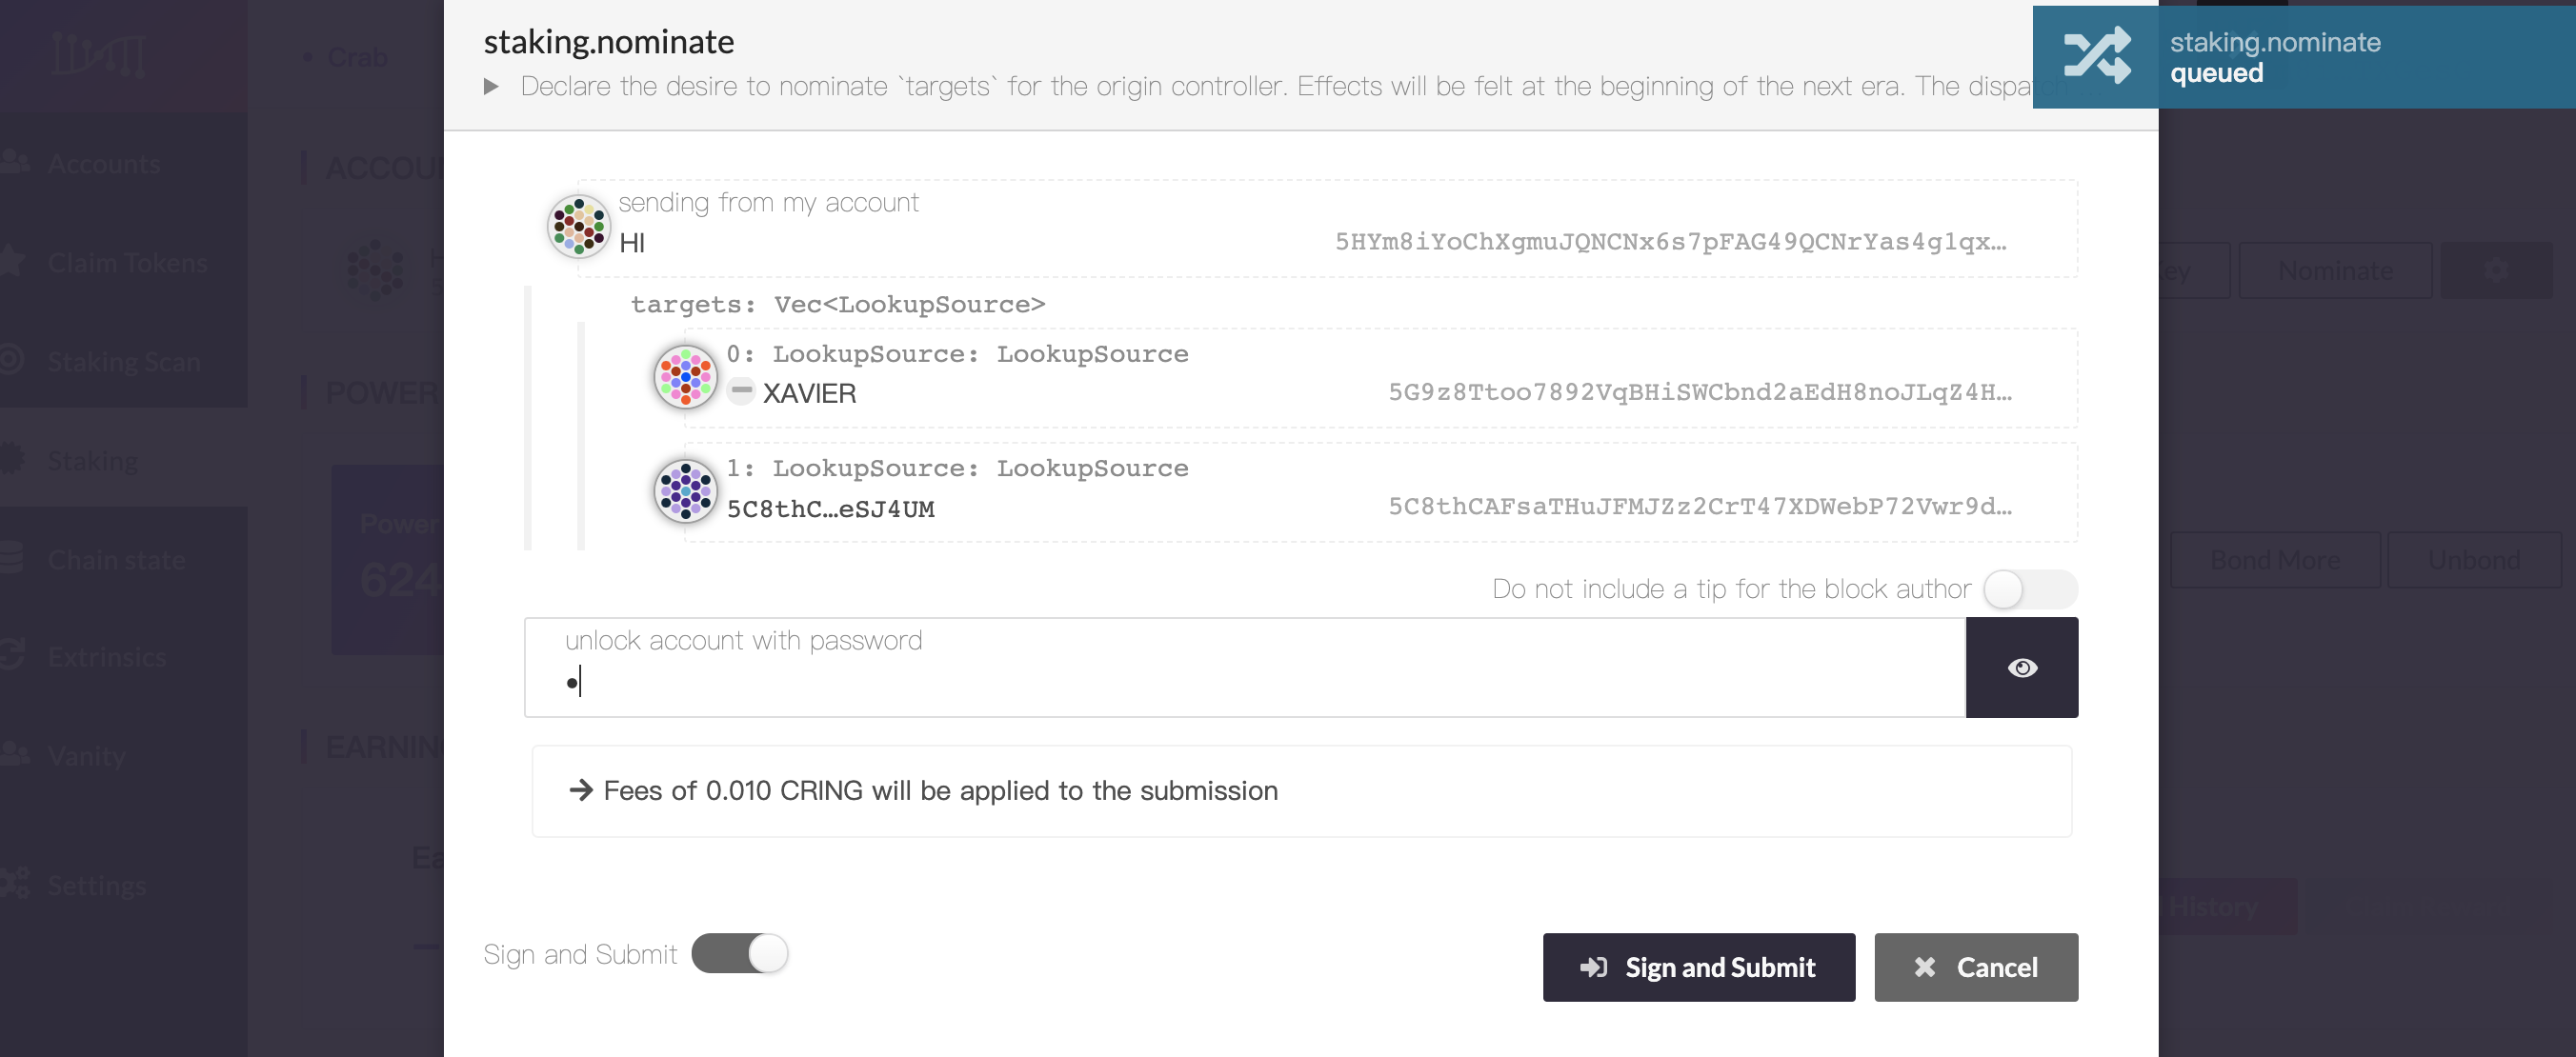 staking.nominate
Declare the desire to nominate `targets` for the origin controller. Effects will be felt at the beginning of the next era. The dispatch
staking.nominate
queued
Crab
Accounts
Claim Tokens
Staking Scan
Staking
Chain state
Extrinsics
Vanity
Settings
POWER
Power
624
sending from my account
HI
5HYm8iYoChXgmuJQNCNx6s7pFAG49QCNrYas4g1qx…
targets: Vec<LookupSource>
0: LookupSource: LookupSource
XAVIER
5G9z8Ttoo7892VqBHiSWCbnd2aEdH8noJLqZ4H…
1: LookupSource: LookupSource
5C8thC…eSJ4UM
5C8thCAFsaTHuJFMJZz2CrT47XDWebP72Vwr9d…
Do not include a tip for the block author
unlock account with password
•
Fees of 0.010 CRING will be applied to the submission
Sign and Submit
Sign and Submit
Cancel
Nominate
Bond More
Unbond
History